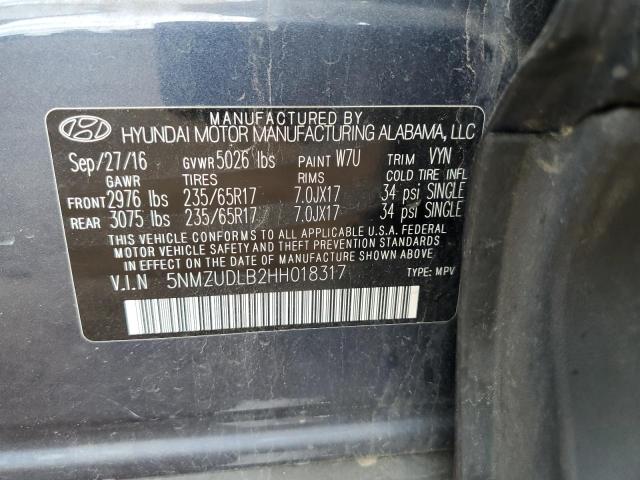 MANUFACTURED BY
HYUNDAI MOTOR MANUFACTURING ALABAMA, LLC
Sep/27/16 GVWR 5026 lbs PAINT W7U TRIM VYN
GAWR TIRES RIMS COLD TIRE INFL
FRONT 2976 lbs 235/65R17 7.0JX17 34 psi SINGLE
REAR 3075 lbs 235/65R17 7.0JX17 34 psi SINGLE
THIS VEHICLE CONFORMS TO ALL APPLICABLE U.S.A. FEDERAL
MOTOR VEHICLE SAFETY AND THEFT PREVENTION STANDARDS
IN EFFECT ON THE DATE OF MANUFACTURE SHOWN ABOVE
V.I.N 5NMZUDLB2HH018317 TYPE: MPV